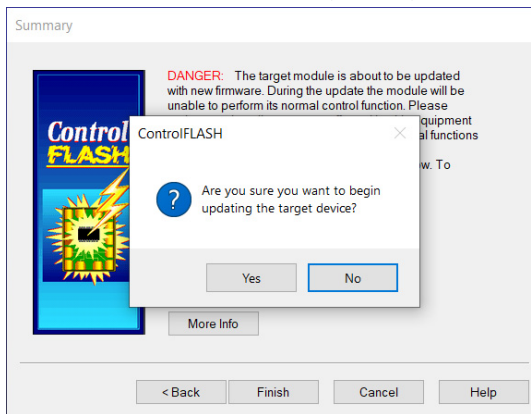 Summary
DANGER: The target module is about to be updated
with new firmware. During the update the module will be
unable to perform its normal control function. Please
quipment
al functions
w. To
Control
FLASH
ControlFLASH
Are you sure you want to begin
updating the target device?
Yes
No
More Info
< Back
Finish
Cancel
Help